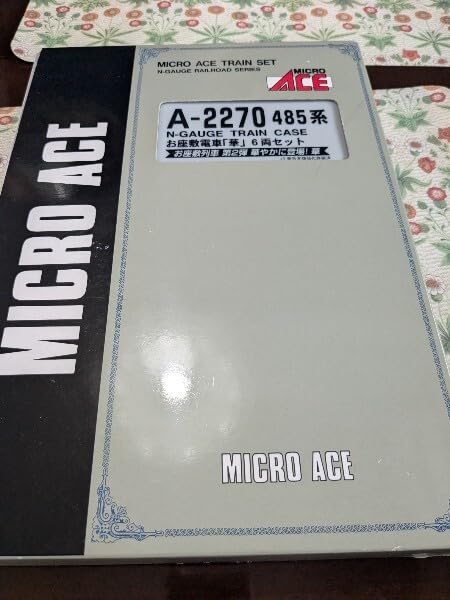 MICRO ACE TRAIN SET
N-GAUGE RAILROAD SERIES
MICRO
ACE
A-2270 485系
N-GAUGE TRAIN CASE
お座敷電車「華」6両セット
お座敷列車 第2弾 華やかに登場! 華
MICRO ACE
MICRO ACE